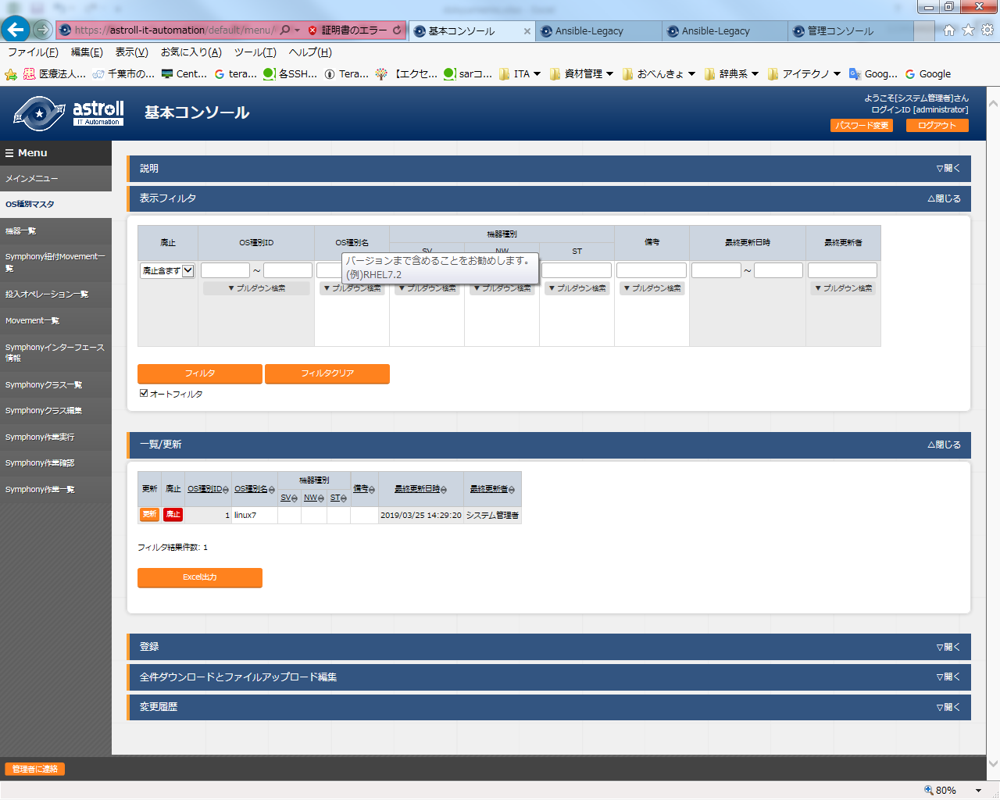 https://astroll-it-automation/default/menu/
証明書のエラー
基本コンソール
Ansible-Legacy
Ansible-Legacy
管理コンソール
ファイル(F) 編集(E) 表示(V) お気に入り(A) ツール(T) ヘルプ(H)
医療法人... 千葉市の... Cent... tera... 各SSH... Tera... 【エクセ... sarコ... ITA 資材管理 おべんきょ 辞典系 アイテクノ Goog... Google
astroll
IT Automation
基本コンソール
ようこそ[システム管理者]さん
ログインID [administrator]
パスワード変更 ログアウト
Menu
メインメニュー
OS種別マスタ
機器一覧
Symphony紐付Movement一
覧
投入オペレーション一覧
Movement一覧
Symphonyインターフェース
情報
Symphonyクラス一覧
Symphonyクラス編集
Symphony作業実行
Symphony作業確認
Symphony作業一覧
説明 ▽開く
表示フィルタ △閉じる
廃止 OS種別ID OS種別名 機器種別 備考 最終更新日時 最終更新者
SV NW ST
バージョンまで含めることをお勧めします。
(例)RHEL7.2
廃止含まず ～ ～
▼ プルダウン検索 ▼ プルダウン検索 ▼ プルダウン検索 ▼ プルダウン検索 ▼ プルダウン検索 ▼ プルダウン検索 ▼ プルダウン検索
フィルタ フィルタクリア
オートフィルタ
一覧/更新 △閉じる
更新 廃止 OS種別ID OS種別名 機器種別 備考 最終更新日時 最終更新者
SV NW ST
更新 廃止 1 linux7 2019/03/25 14:29:20 システム管理者
フィルタ結果件数: 1
Excel出力
登録 ▽開く
全件ダウンロードとファイルアップロード編集 ▽開く
変更履歴 ▽開く
管理者に連絡
80%